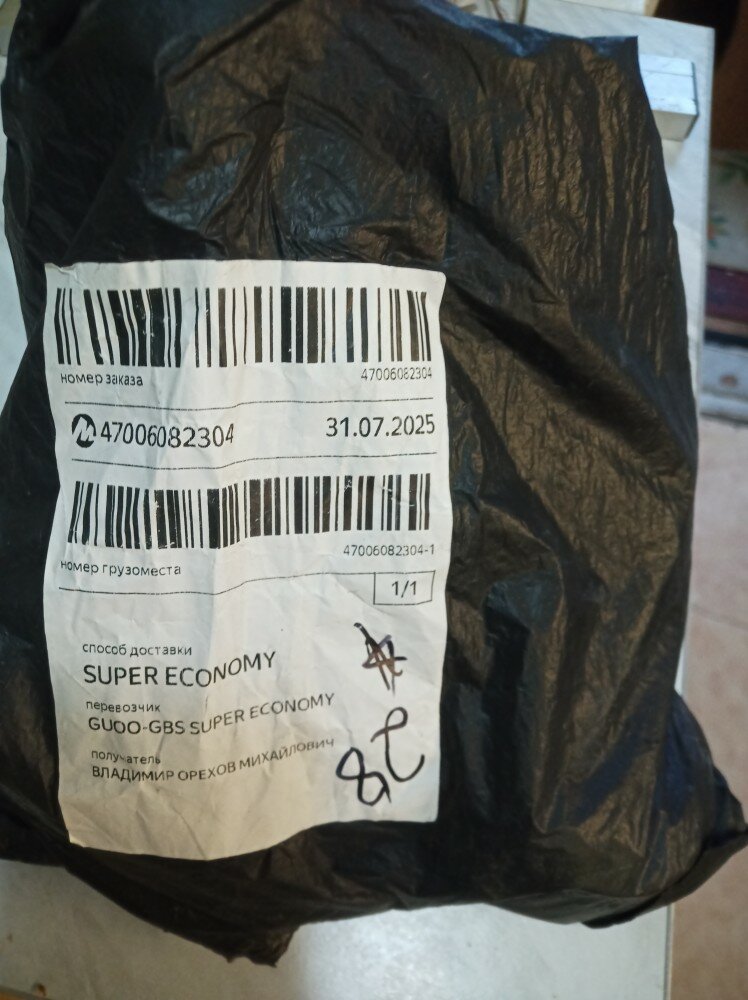 номер заказа 47006082304
47006082304 31.07.2025
47006082304-1
номер грузоместа
1/1
способ доставки
SUPER ECONOMY
перевозчик
GUOO-GBS SUPER ECONOMY
получатель
ВЛАДИМИР ОРЕХОВ МИХАЙЛОВИЧ